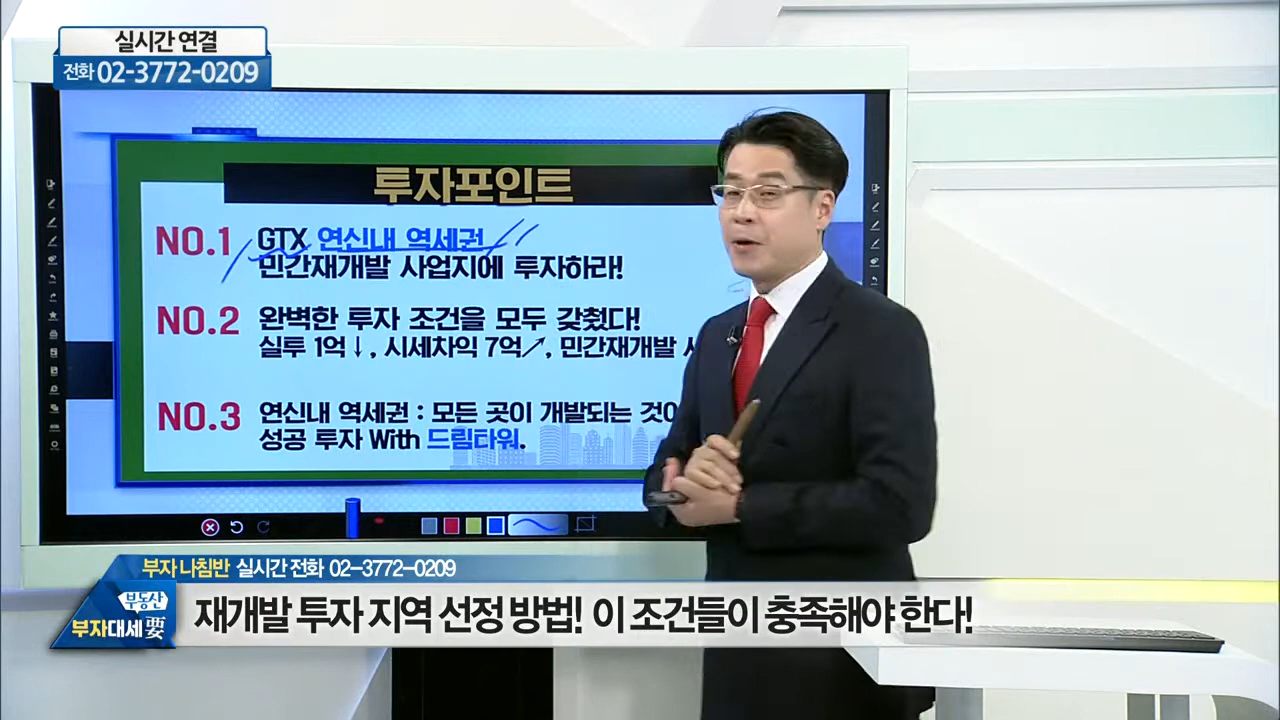 실시간 연결
전화 02-3772-0209
투자포인트
NO.1 GTX 연신내 역세권
민간재개발 사업지에 투자하라!
NO.2 완벽한 투자 조건을 모두 갖췄다!
실투 1억↓, 시세차익 7억↗, 민간재개발
NO.3 연신내 역세권 : 모든 곳이 개발되는
성공 투자 With 드림타워.
부자 나침반 실시간 전화 02-3772-0209
부동산
부자대세 要
재개발 투자 지역 선정 방법! 이 조건들이 충족해야 한다!